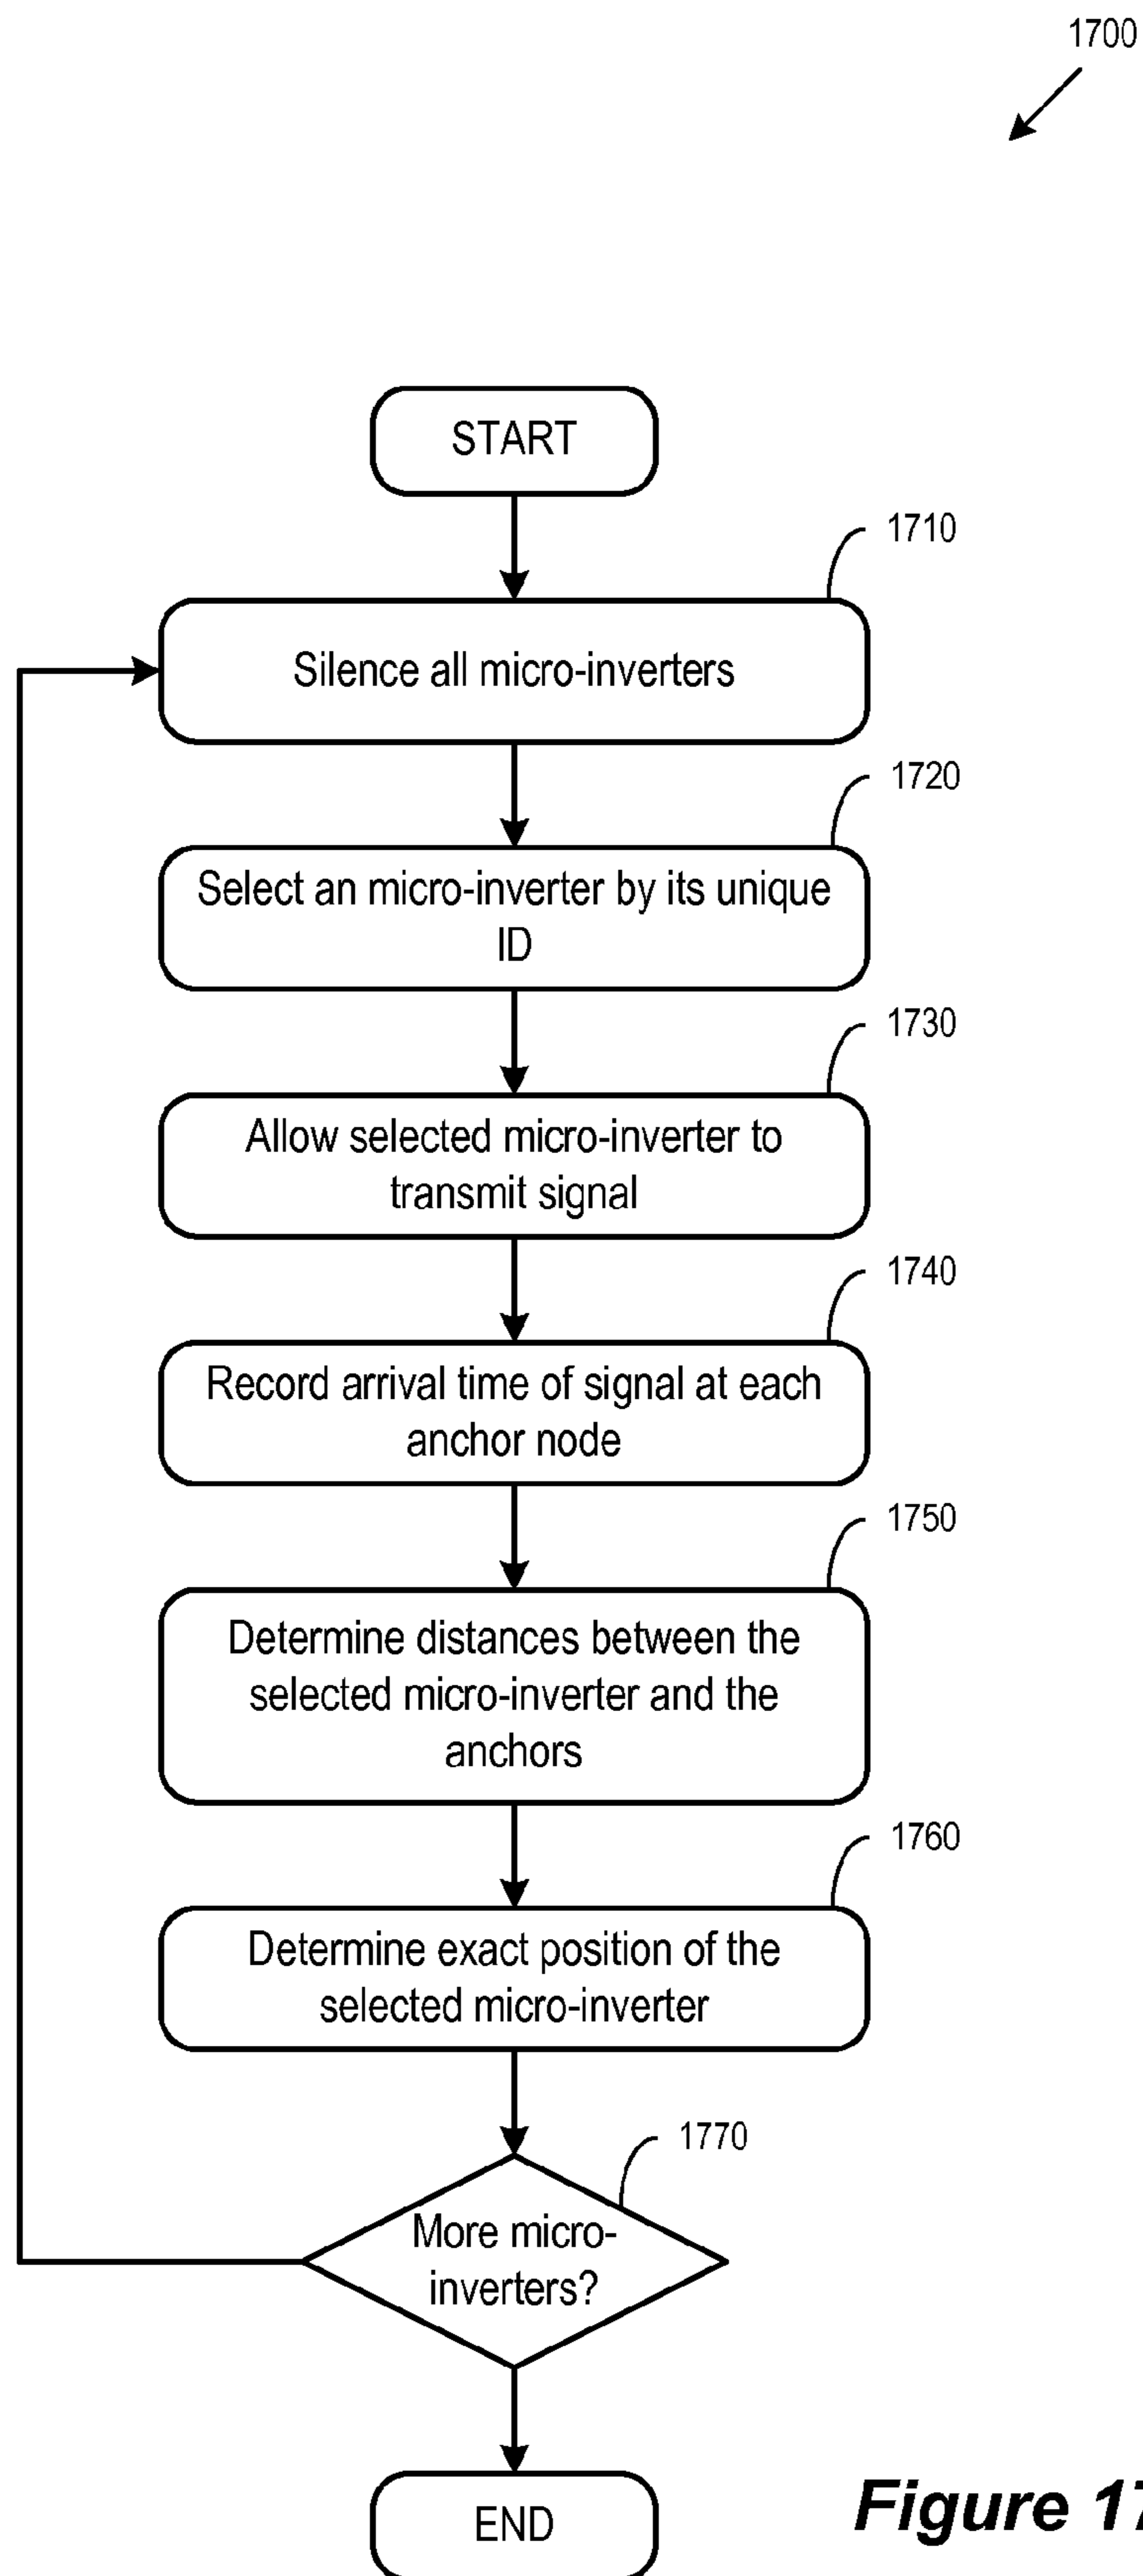 1700
START
1710
Silence all micro-inverters
1720
Select an micro-inverter by its unique
ID
1730
Allow selected micro-inverter to
transmit signal
1740
Record arrival time of signal at each
anchor node
1750
Determine distances between the
selected micro-inverter and the
anchors
1760
Determine exact position of the
selected micro-inverter
1770
More micro-
inverters?
END
Figure 17